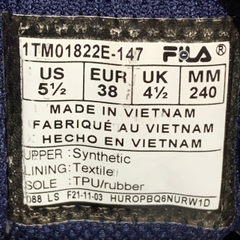 1TM01822E-147 FILA
US EUR UK MM
5½ 38 4½ 240
MADE IN VIETNAM
FABRIQUÉ AU VIETNAM
HECHO EN VIETNAM
UPPER: Synthetic
LINING: Textile
SOLE: TPU/rubber
7088 LS F21-11-03 HUROPBQ6NURW1D